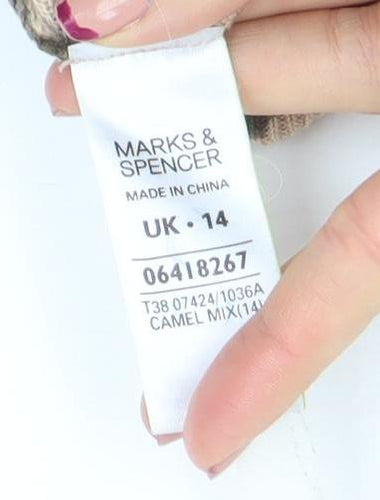 MARKS &
SPENCER
MADE IN CHINA
UK • 14
06418267
T38 07424/1036A
CAMEL MIX(14)